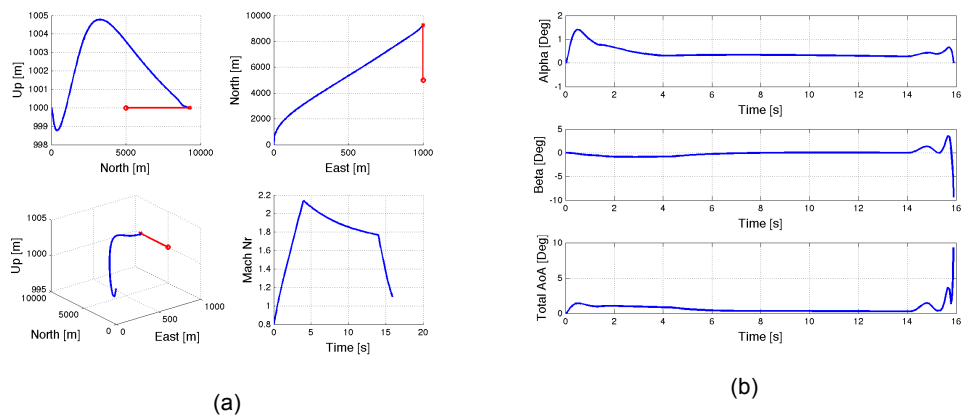 1005
1004
1003
1002
1001
1000
999
998
Up [m]
0
5000
10000
North [m]
10000
8000
6000
4000
2000
0
North [m]
0
500
1000
East [m]
1005
1000
995
Up [m]
10000
5000
0
North [m]
0
500
1000
East [m]
2.2
2
1.8
1.6
1.4
1.2
1
0.8
Mach Nr
0
5
10
15
20
Time [s]
(a)
2
1
0
-1
Alpha [Deg]
0 2 4 6 8 10 12 14 16
Time [s]
5
0
-5
-10
Beta [Deg]
0 2 4 6 8 10 12 14 16
Time [s]
10
5
0
Total AoA [Deg]
0 2 4 6 8 10 12 14 16
Time [s]
(b)